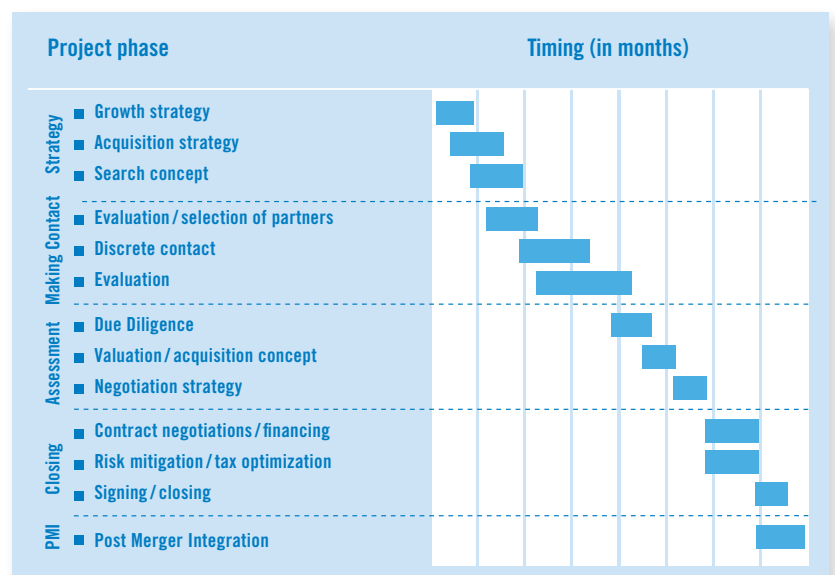 Project phase
Timing (in months)
Strategy
Growth strategy
Acquisition strategy
Search concept
Making Contact
Evaluation / selection of partners
Discrete contact
Evaluation
Assessment
Due Diligence
Valuation / acquisition concept
Negotiation strategy
Closing
Contract negotiations / financing
Risk mitigation / tax optimization
Signing / closing
PMI
Post Merger Integration